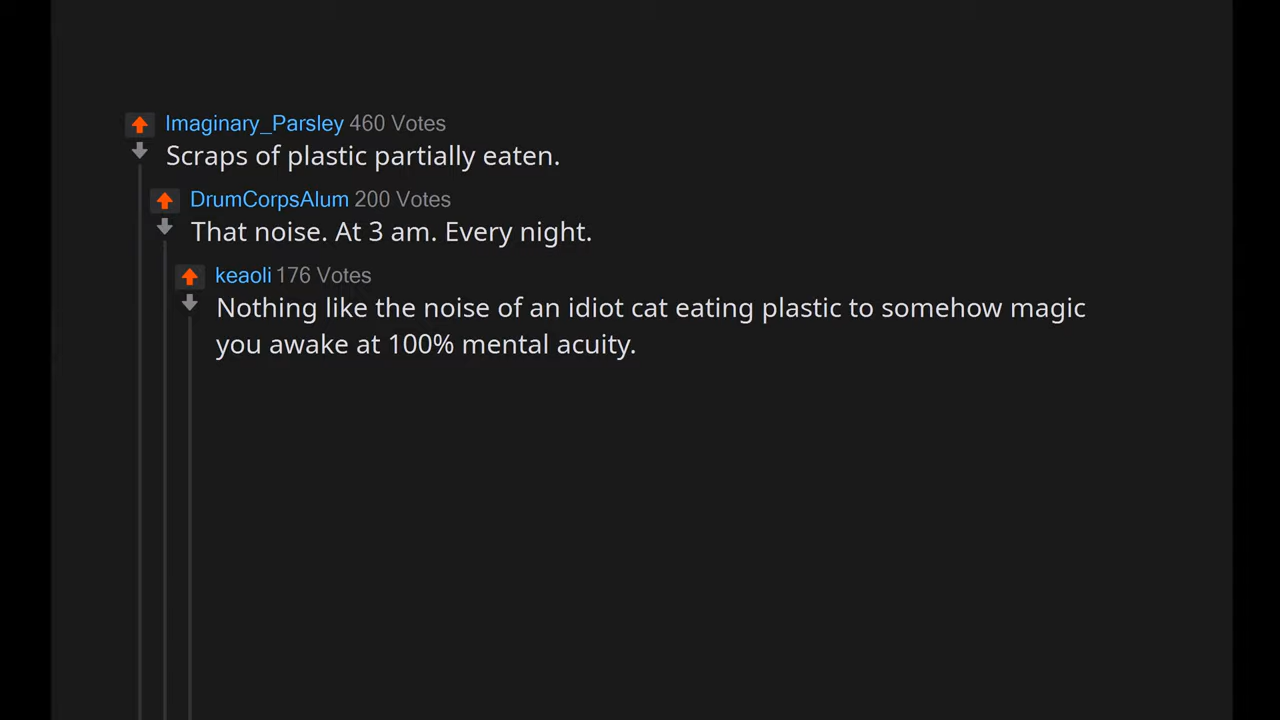 Imaginary_Parsley 460 Votes
Scraps of plastic partially eaten.
DrumCorpsAlum 200 Votes
That noise. At 3 am. Every night.
keaoli 176 Votes
Nothing like the noise of an idiot cat eating plastic to somehow magic
you awake at 100% mental acuity.